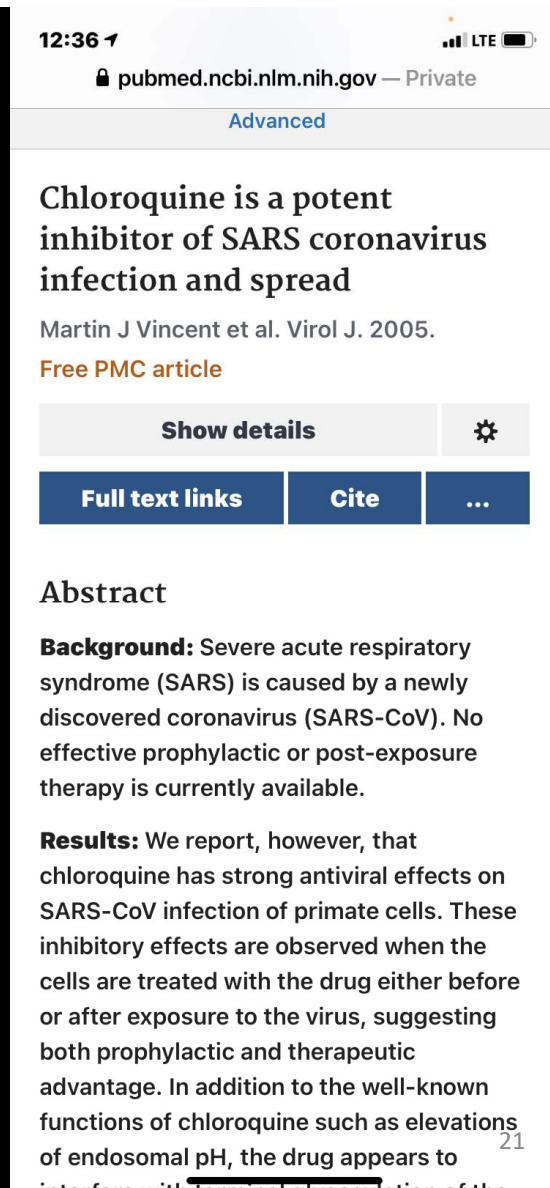 12:36
LTE
pubmed.ncbi.nlm.nih.gov — Private
Advanced
Chloroquine is a potent
inhibitor of SARS coronavirus
infection and spread
Martin J Vincent et al. Virol J. 2005.
Free PMC article
Show details
Full text links Cite ...
Abstract
Background: Severe acute respiratory
syndrome (SARS) is caused by a newly
discovered coronavirus (SARS-CoV). No
effective prophylactic or post-exposure
therapy is currently available.
Results: We report, however, that
chloroquine has strong antiviral effects on
SARS-CoV infection of primate cells. These
inhibitory effects are observed when the
cells are treated with the drug either before
or after exposure to the virus, suggesting
both prophylactic and therapeutic
advantage. In addition to the well-known
functions of chloroquine such as elevations
of endosomal pH, the drug appears to
21